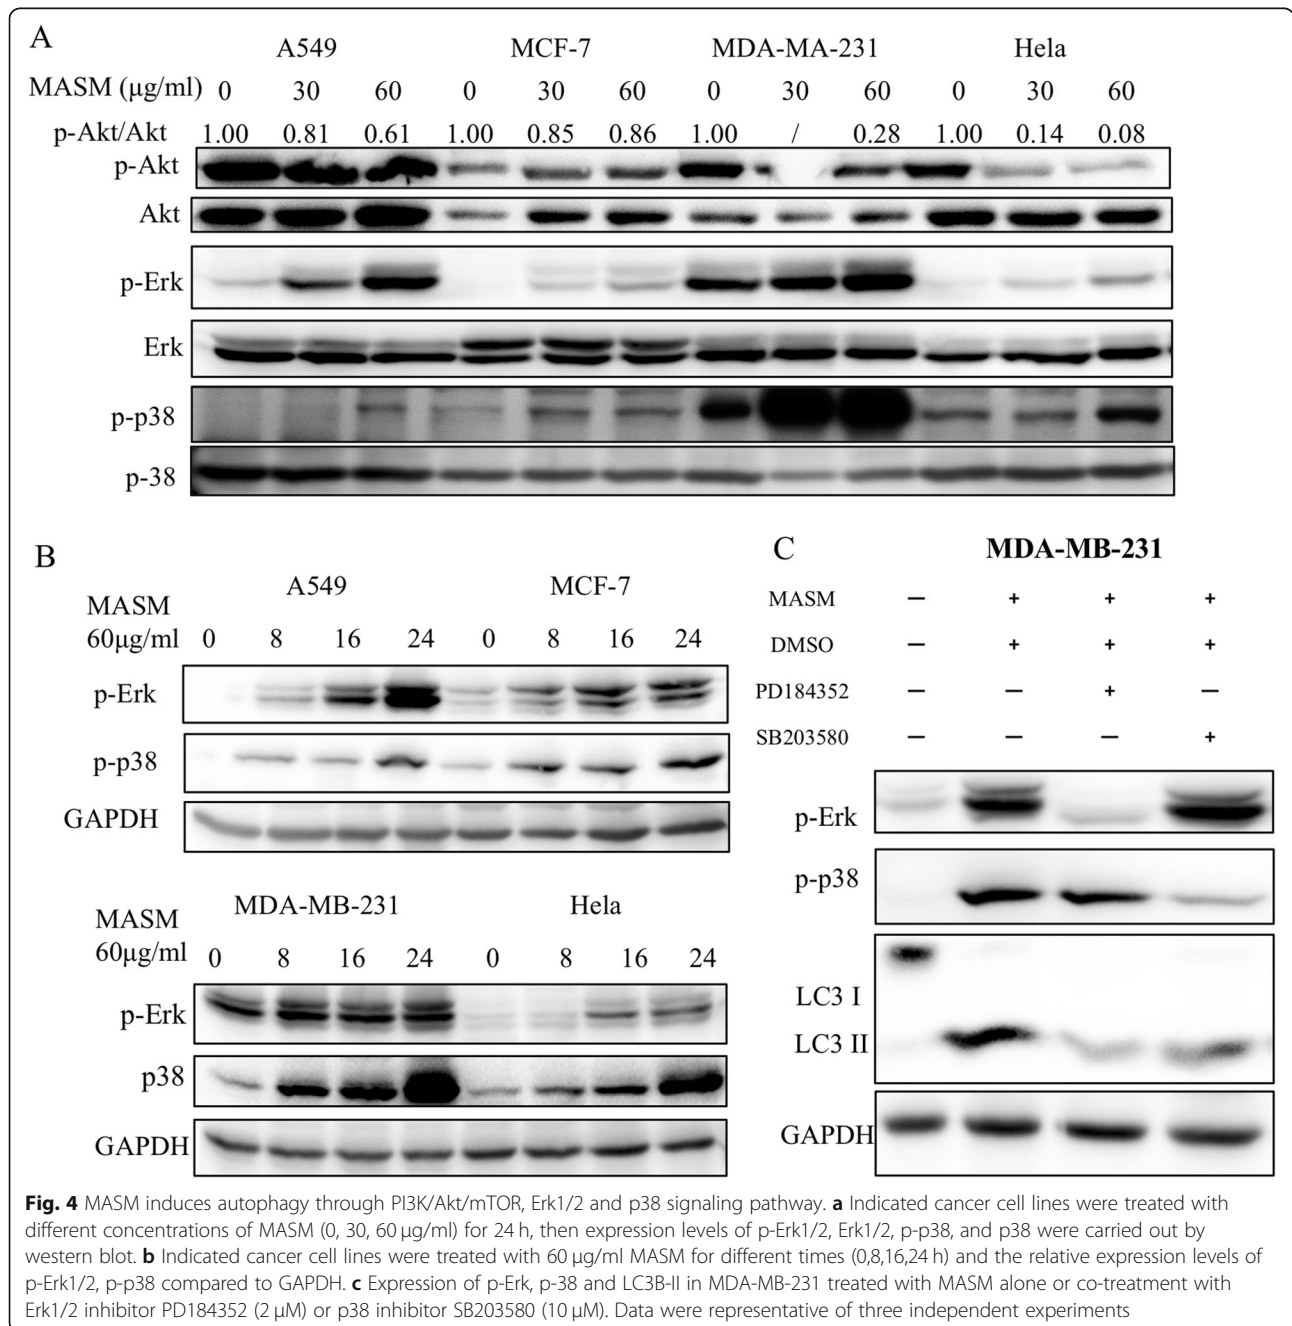 A
A549 MCF-7 MDA-MA-231 Hela
MASM (µg/ml) 0 30 60 0 30 60 0 30 60 0 30 60
p-Akt/Akt 1.00 0.81 0.61 1.00 0.85 0.86 1.00 / 0.28 1.00 0.14 0.08
p-Akt
Akt
p-Erk
Erk
p-p38
p-38
B
A549 MCF-7
MASM
60µg/ml 0 8 16 24 0 8 16 24
p-Erk
p-p38
GAPDH
MDA-MB-231 Hela
MASM
60µg/ml 0 8 16 24 0 8 16 24
p-Erk
p38
GAPDH
C
MDA-MB-231
MASM — + + +
DMSO — + + +
PD184352 — — + —
SB203580 — — — +
p-Erk
p-p38
LC3 I
LC3 II
GAPDH
Fig. 4 MASM induces autophagy through PI3K/Akt/mTOR, Erk1/2 and p38 signaling pathway. a Indicated cancer cell lines were treated with
different concentrations of MASM (0, 30, 60 µg/ml) for 24 h, then expression levels of p-Erk1/2, Erk1/2, p-p38, and p38 were carried out by
western blot. b Indicated cancer cell lines were treated with 60 µg/ml MASM for different times (0,8,16,24 h) and the relative expression levels of
p-Erk1/2, p-p38 compared to GAPDH. c Expression of p-Erk, p-38 and LC3B-II in MDA-MB-231 treated with MASM alone or co-treatment with
Erk1/2 inhibitor PD184352 (2 µM) or p38 inhibitor SB203580 (10 µM). Data were representative of three independent experiments